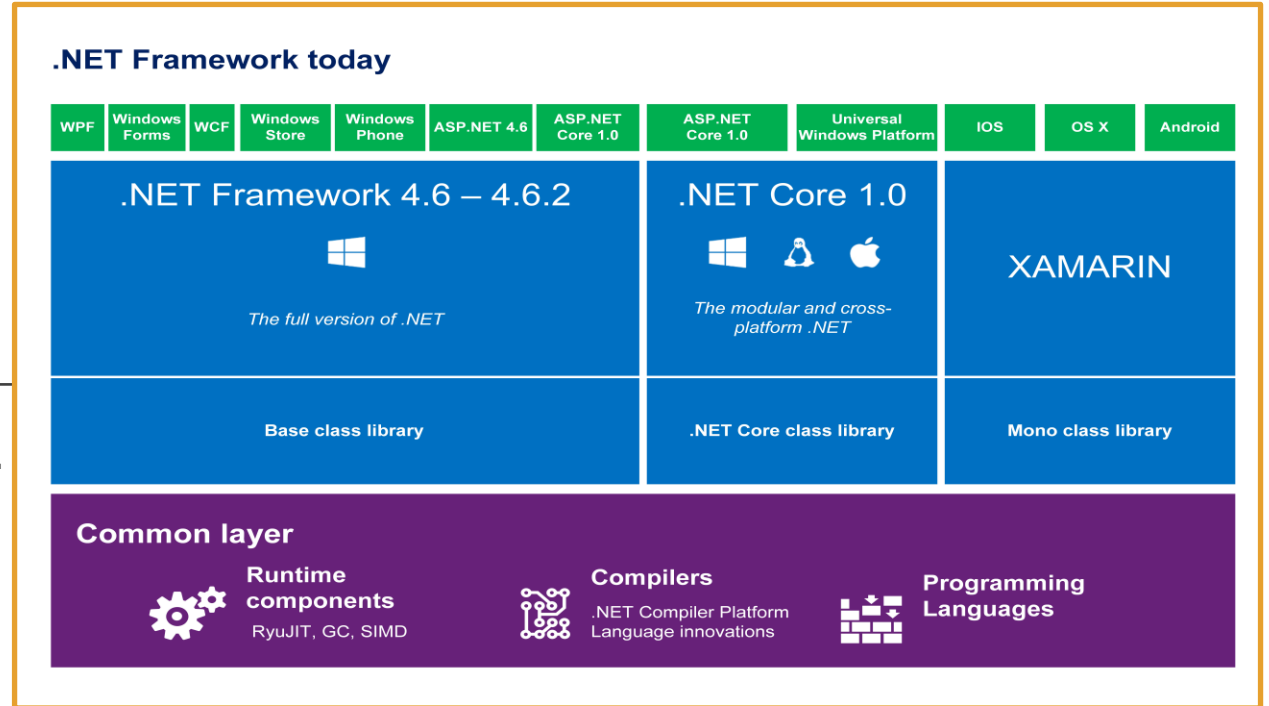 .NET Framework today
WPF
Windows
Forms
WCF
Windows
Store
Windows
Phone
ASP.NET 4.6
ASP.NET
Core 1.0
ASP.NET
Core 1.0
Universal
Windows Platform
IOS
OS X
Android
.NET Framework 4.6 – 4.6.2
The full version of .NET
.NET Core 1.0
The modular and cross-
platform .NET
XAMARIN
Base class library
.NET Core class library
Mono class library
Common layer
Runtime
components
RyuJIT, GC, SIMD
Compilers
.NET Compiler Platform
Language innovations
Programming
Languages